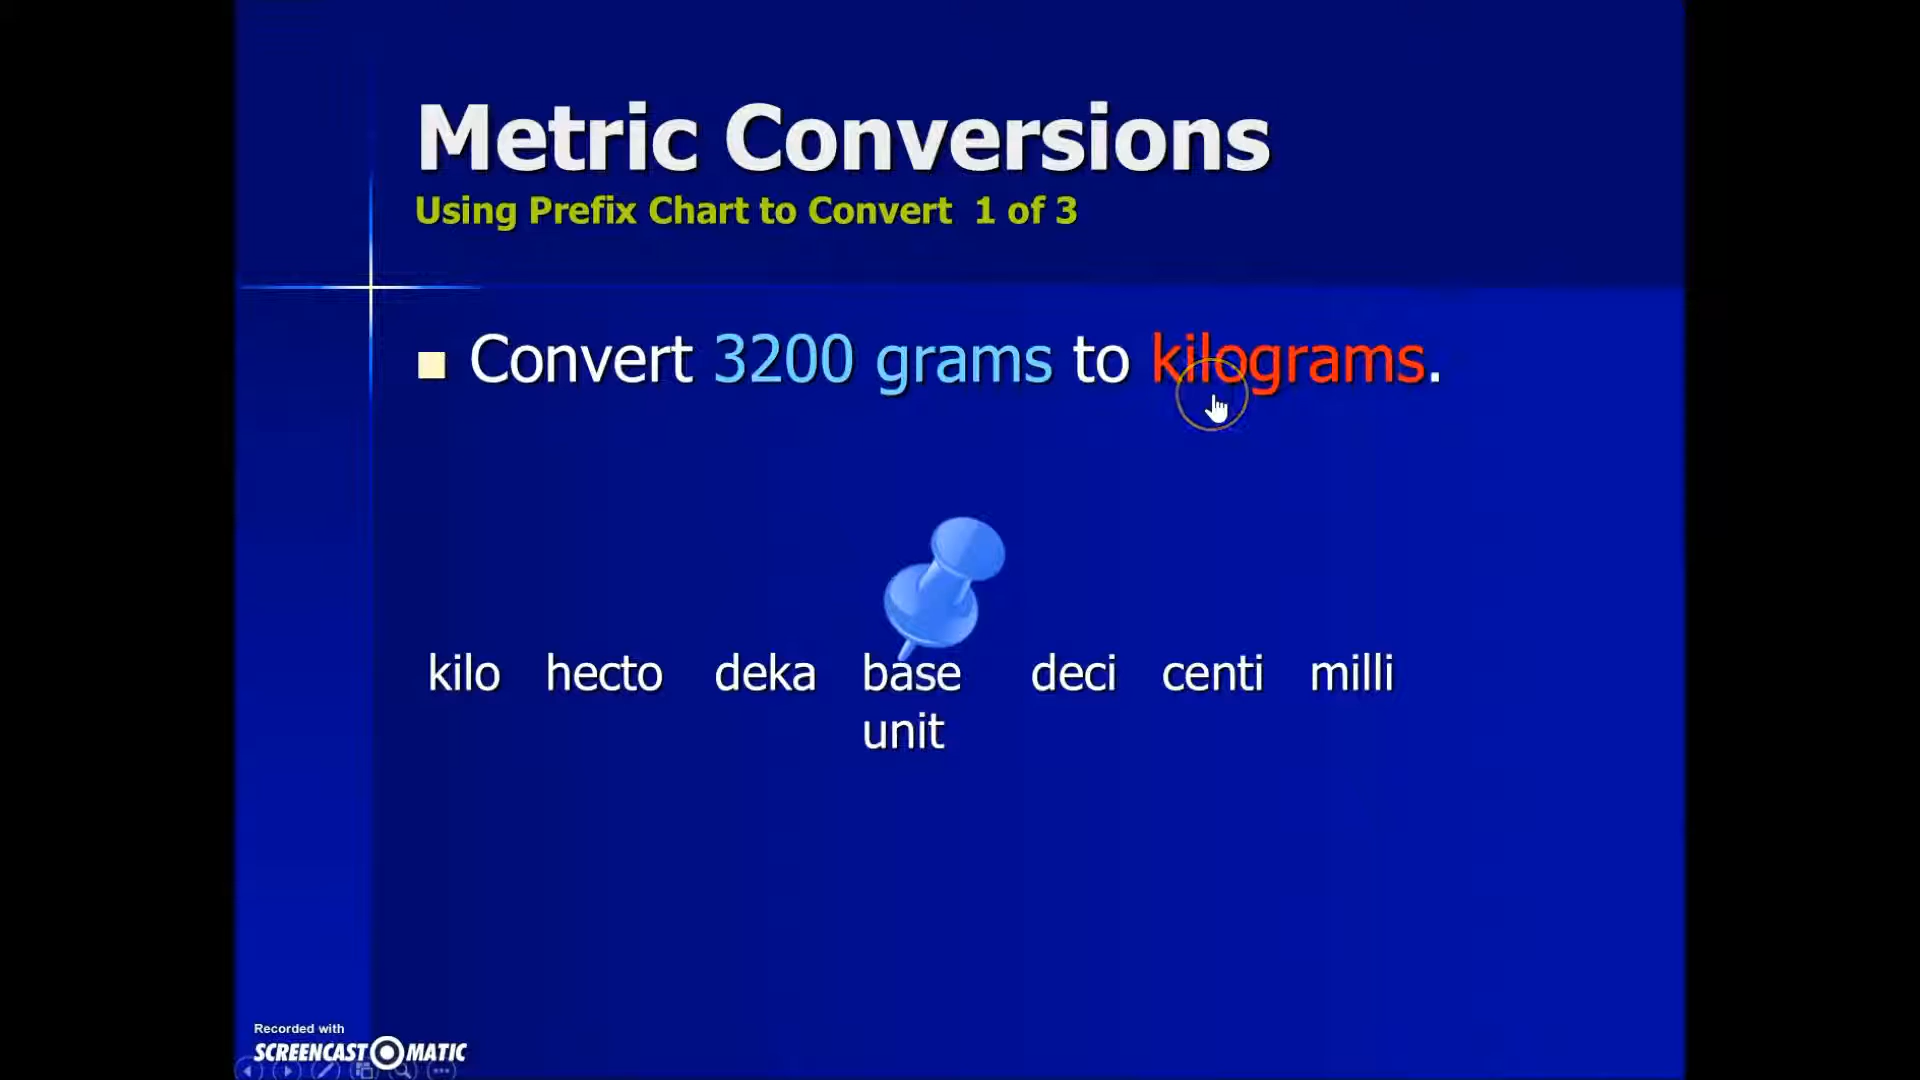 Metric Conversions
Using Prefix Chart to Convert 1 of 3
Convert 3200 grams to kilograms.
kilo hecto deka base deci centi milli
unit
Recorded with
SCREENCAST MATIC